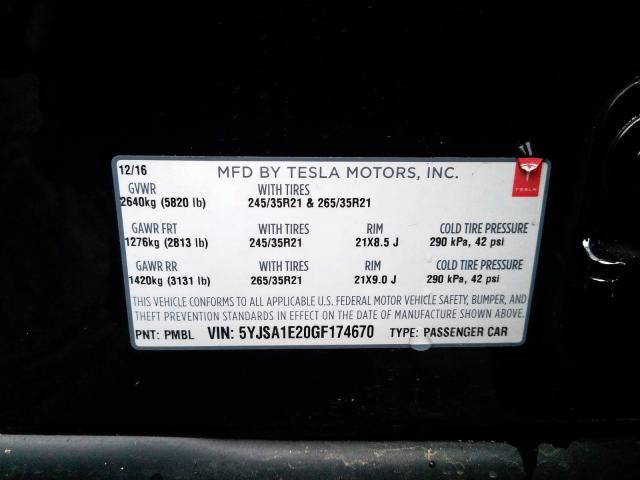 12/16 MFD BY TESLA MOTORS, INC.
TESLA
GVWR WITH TIRES
2640kg (5820 lb) 245/35R21 & 265/35R21
GAWR FRT WITH TIRES RIM COLD TIRE PRESSURE
1276kg (2813 lb) 245/35R21 21X8.5 J 290 kPa, 42 psi
GAWR RR WITH TIRES RIM COLD TIRE PRESSURE
1420kg (3131 lb) 265/35R21 21X9.0 J 290 kPa, 42 psi
THIS VEHICLE CONFORMS TO ALL APPLICABLE U.S. FEDERAL MOTOR VEHICLE SAFETY, BUMPER, AND
THEFT PREVENTION STANDARDS IN EFFECT ON THE DATE OF MANUFACTURE SHOWN ABOVE.
PNT: PMBL VIN: 5YJSA1E20GF174670 TYPE: PASSENGER CAR